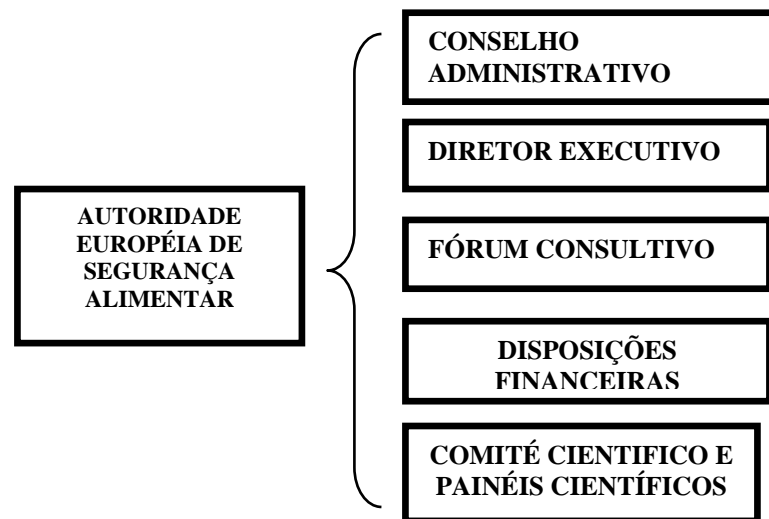 CONSELHO
ADMINISTRATIVO
DIRETOR EXECUTIVO
AUTORIDADE
EUROPÉIA DE
SEGURANÇA
ALIMENTAR
FÓRUM CONSULTIVO
DISPOSIÇÕES
FINANCEIRAS
COMITÉ CIENTIFICO E
PAINÉIS CIENTÍFICOS